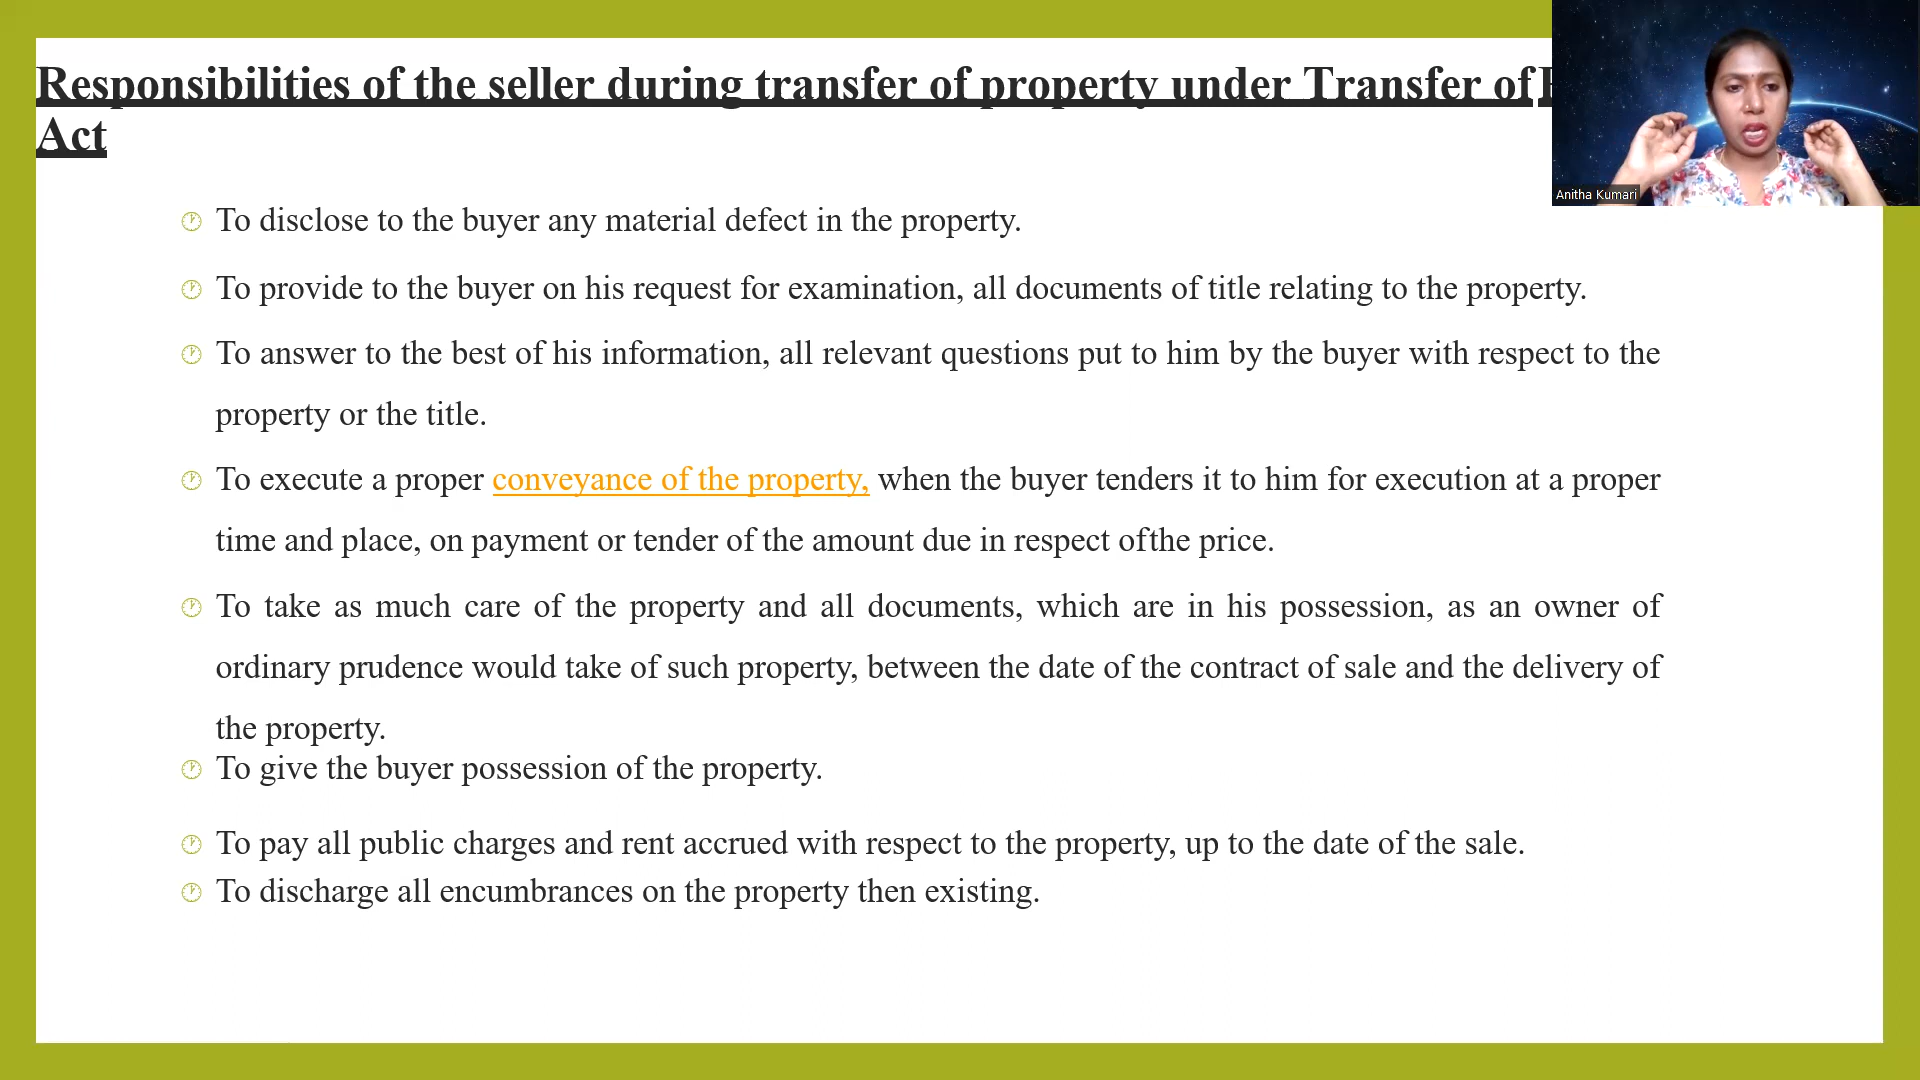 Responsibilities of the seller during transfer of property under Transfer of
Act
Anitha Kumari
To disclose to the buyer any material defect in the property.
To provide to the buyer on his request for examination, all documents of title relating to the property.
To answer to the best of his information, all relevant questions put to him by the buyer with respect to the
property or the title.
To execute a proper conveyance of the property, when the buyer tenders it to him for execution at a proper
time and place, on payment or tender of the amount due in respect ofthe price.
To take as much care of the property and all documents, which are in his possession, as an owner of
ordinary prudence would take of such property, between the date of the contract of sale and the delivery of
the property.
To give the buyer possession of the property.
To pay all public charges and rent accrued with respect to the property, up to the date of the sale.
To discharge all encumbrances on the property then existing.